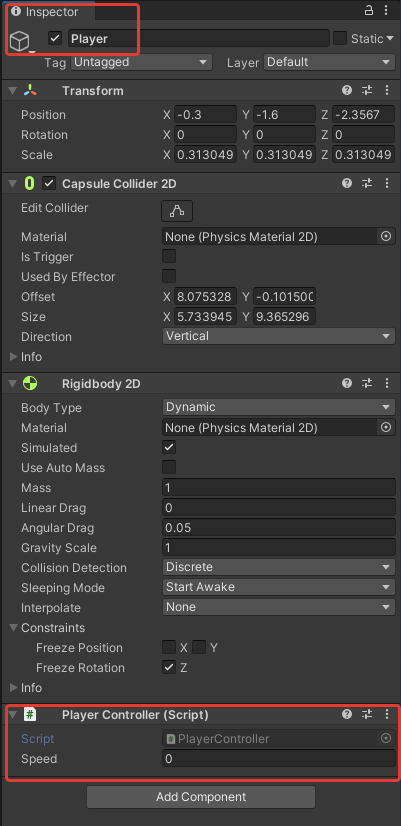 Inspector
Player Static
Tag Untagged Layer Default
Transform
Position X -0.3 Y -1.6 Z -2.3567
Rotation X 0 Y 0 Z 0
Scale X 0.313049 Y 0.313049 Z 0.313049
Capsule Collider 2D
Edit Collider
Material None (Physics Material 2D)
Is Trigger
Used By Effector
Offset X 8.075328 Y -0.101500
Size X 5.733945 Y 9.365296
Direction Vertical
Info
Rigidbody 2D
Body Type Dynamic
Material None (Physics Material 2D)
Simulated
Use Auto Mass
Mass 1
Linear Drag 0
Angular Drag 0.05
Gravity Scale 1
Collision Detection Discrete
Sleeping Mode Start Awake
Interpolate None
Constraints
Freeze Position X Y
Freeze Rotation Z
Info
# Player Controller (Script)
Script # PlayerController
Speed 0
Add Component